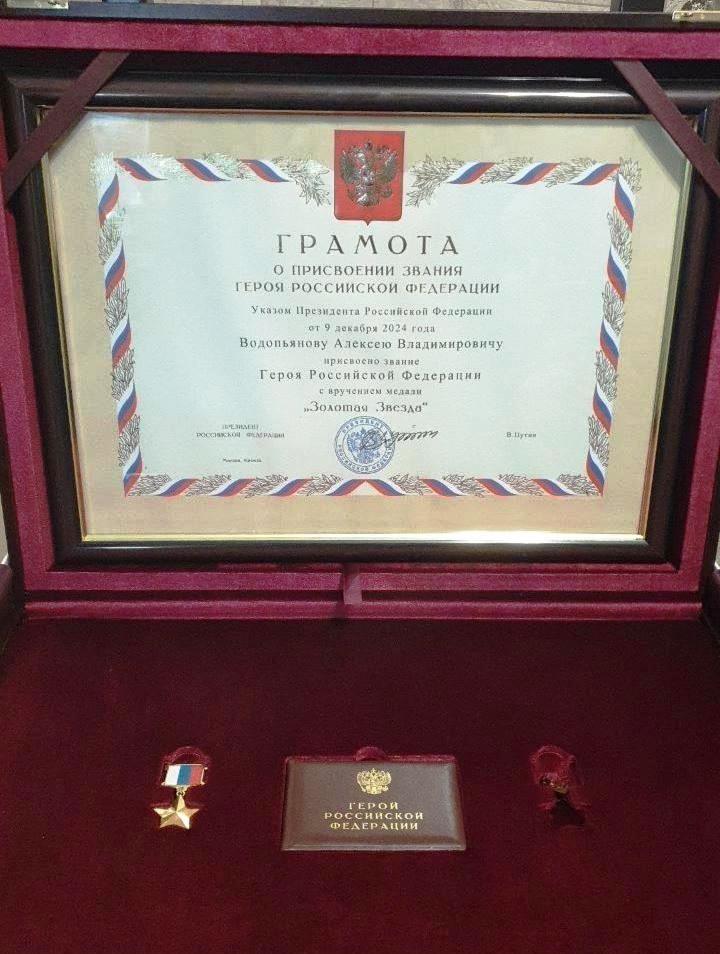 ГРАМОТА
О ПРИСВОЕНИИ ЗВАНИЯ
ГЕРОЯ РОССИЙСКОЙ ФЕДЕРАЦИИ
Указом Президента Российской Федерации
от 9 декабря 2024 года
Водопьянову Алексею Владимировичу
присвоено звание
Героя Российской Федерации
с вручением медали
„Золотая Звезда“
ПРЕЗИДЕНТ
РОССИЙСКОЙ ФЕДЕРАЦИИ
В.Путин
Москва, Кремль
ГЕРОЙ
РОССИЙСКОЙ
ФЕДЕРАЦИИ